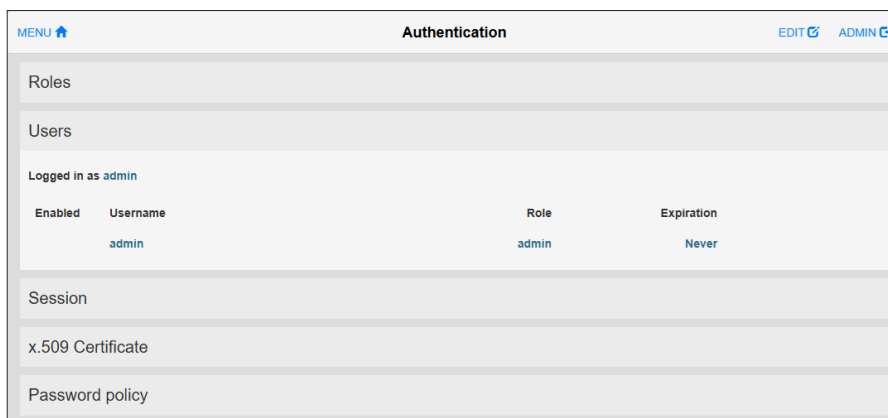 MENU Authentication EDIT ADMIN
Roles
Users
Logged in as admin
Enabled Username Role Expiration
admin admin Never
Session
x.509 Certificate
Password policy